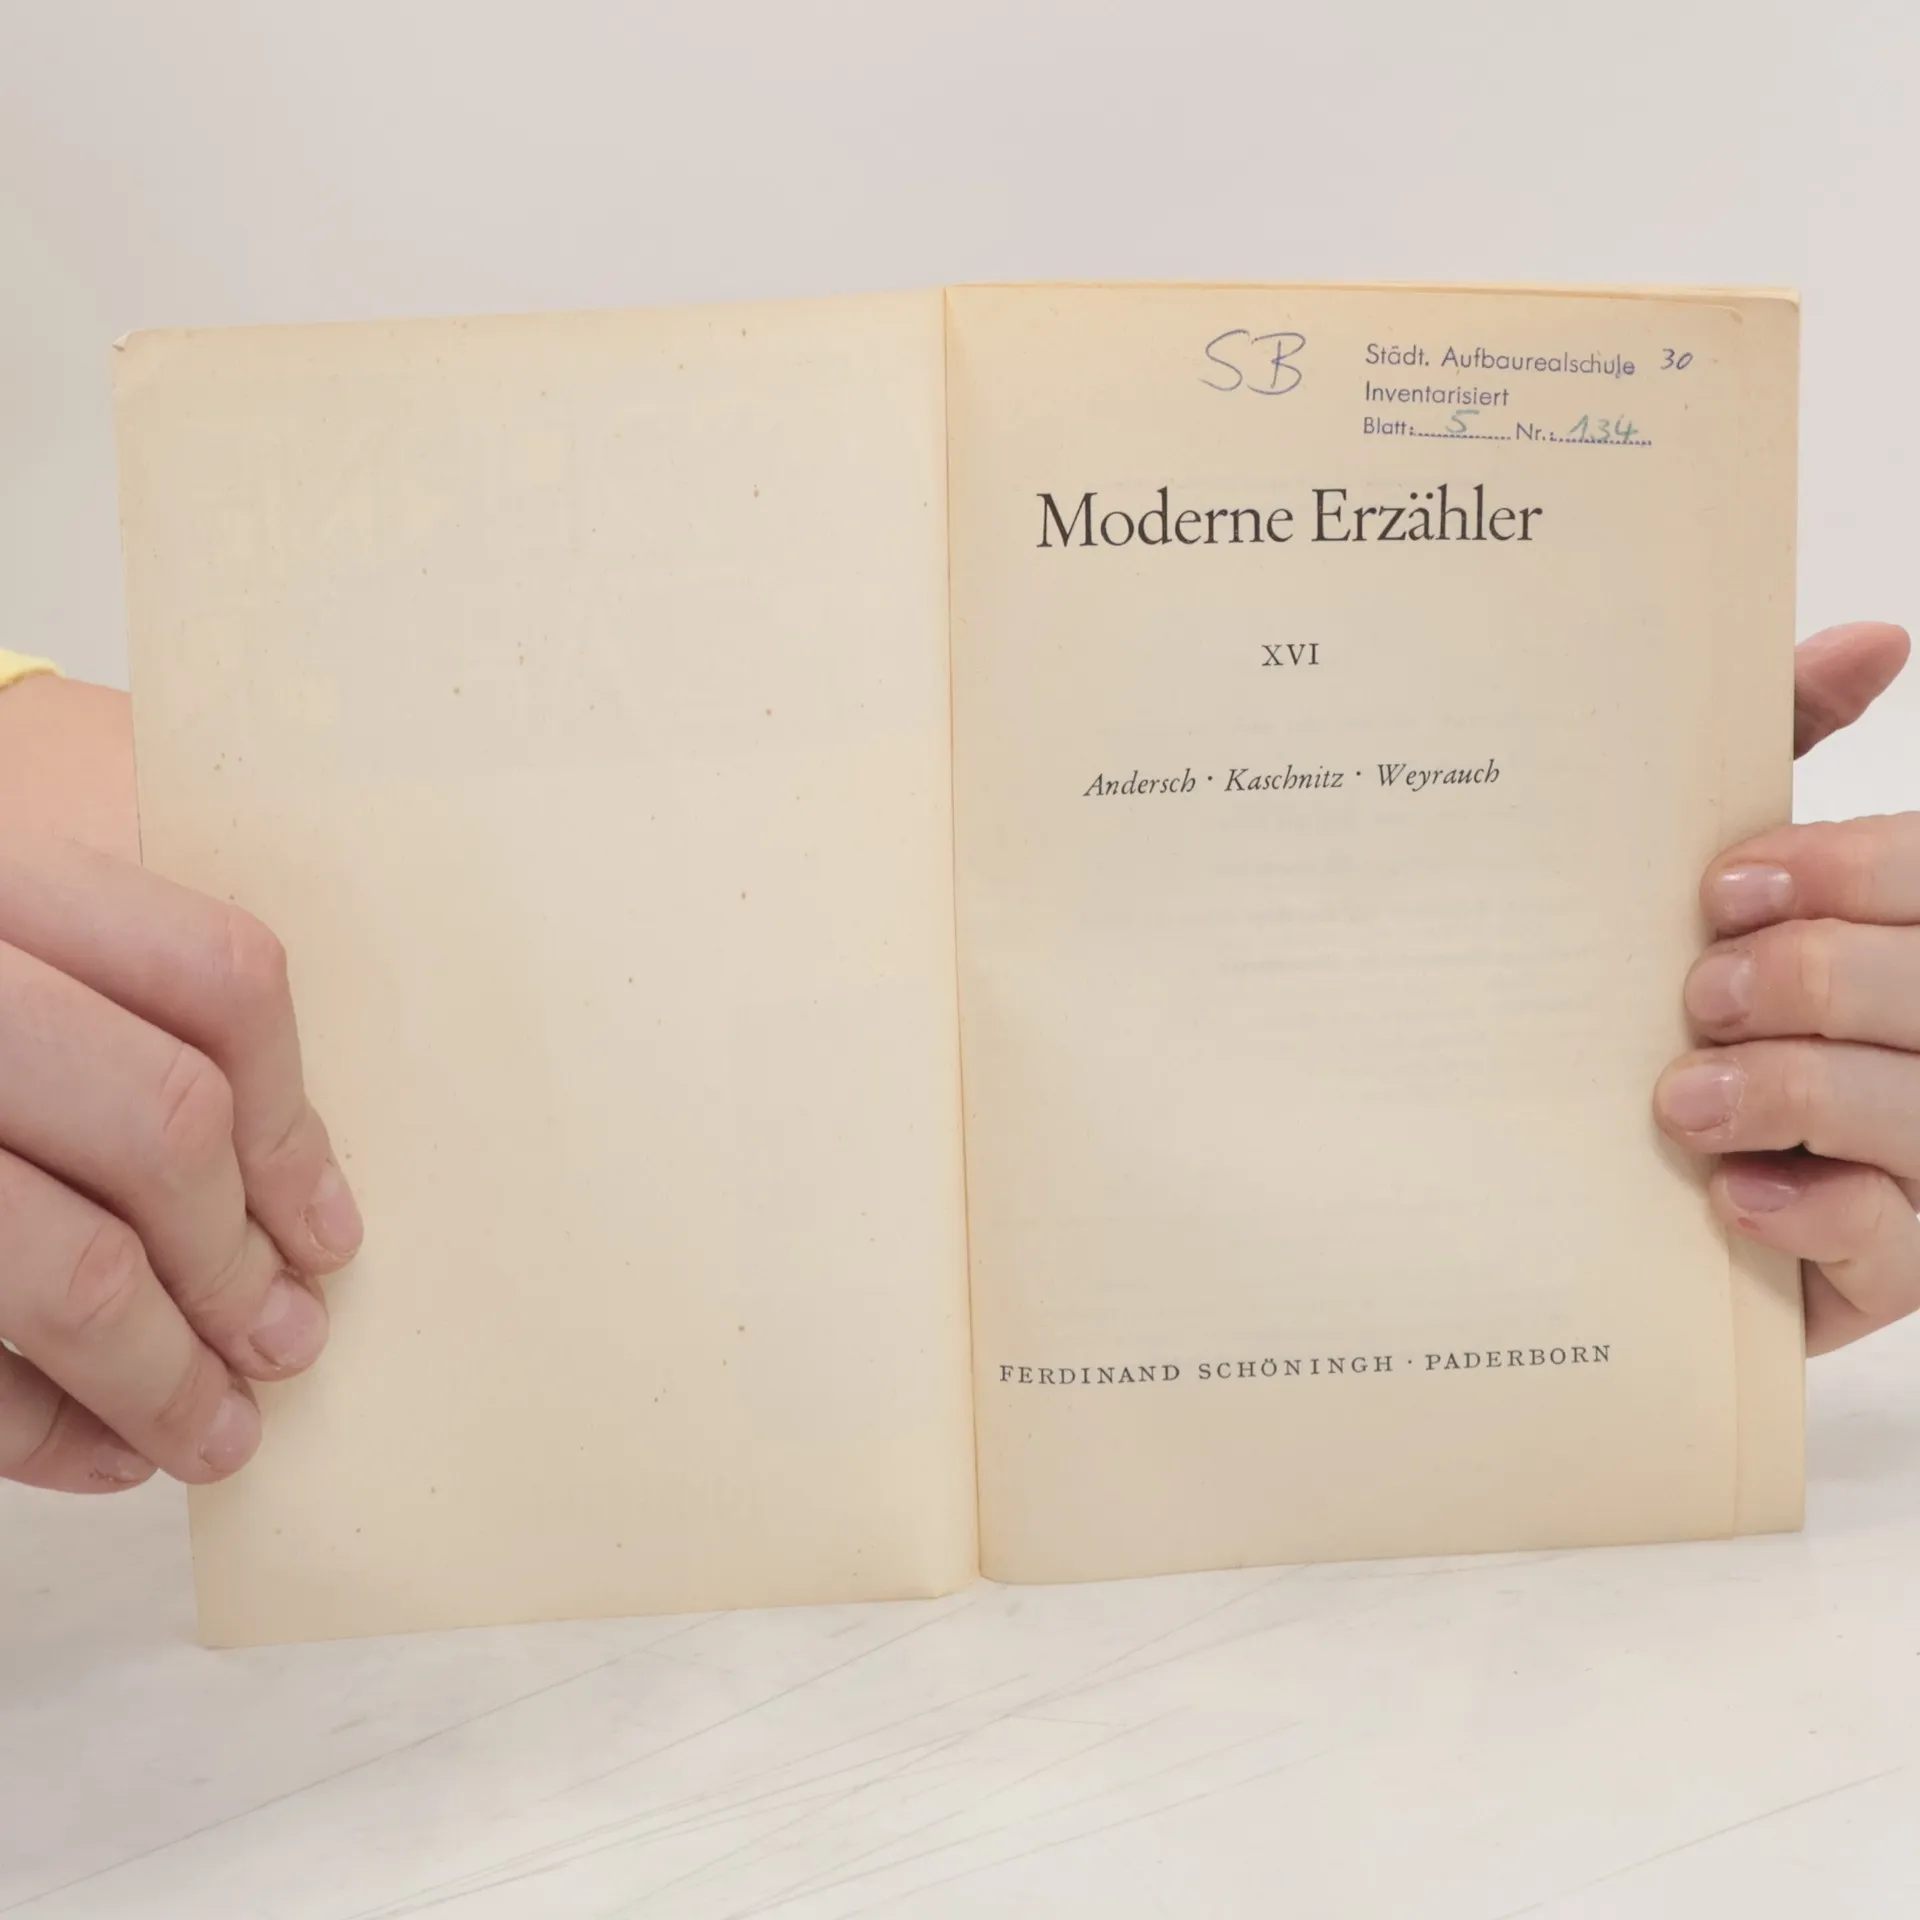 SB
Städt. Aufbaurealschule 30
Inventarisiert
Blatt: 5 Nr.: 134
Moderne Erzähler
XVI
Andersch · Kaschnitz · Weyrauch
FERDINAND SCHÖNINGH · PADERBORN